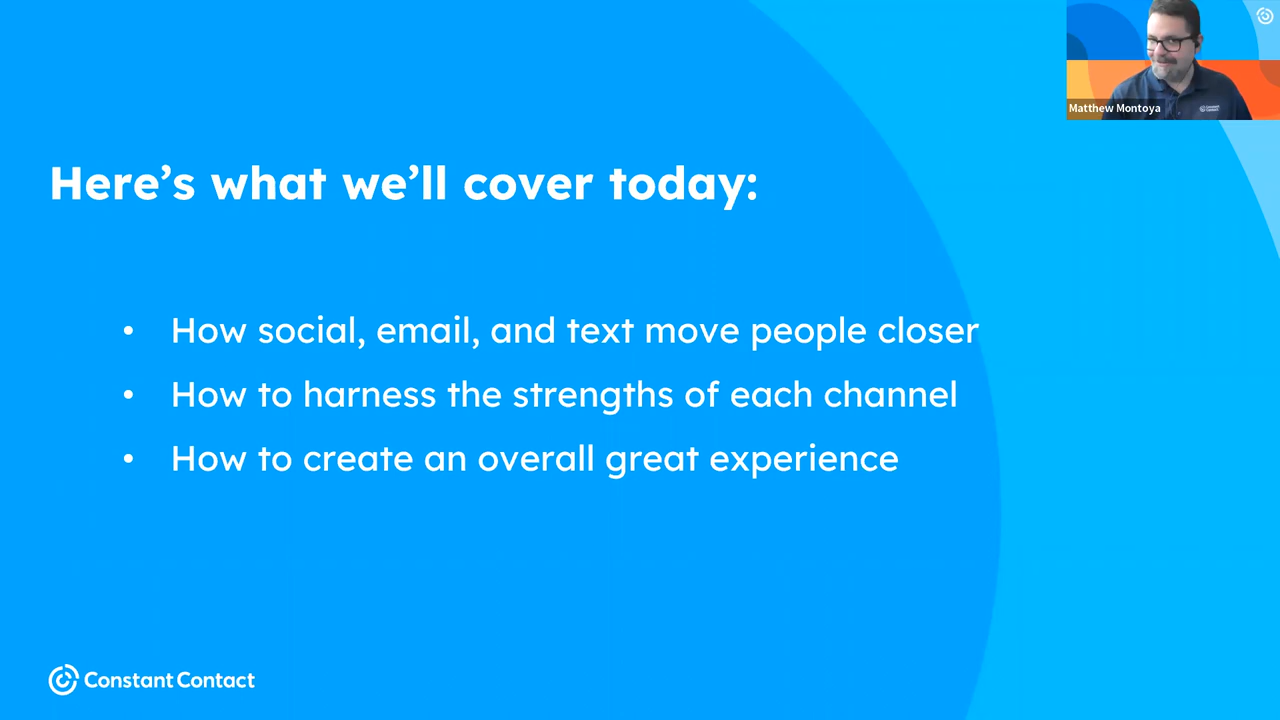 Matthew Montoya
Here’s what we’ll cover today:
• How social, email, and text move people closer
• How to harness the strengths of each channel
• How to create an overall great experience
Constant Contact